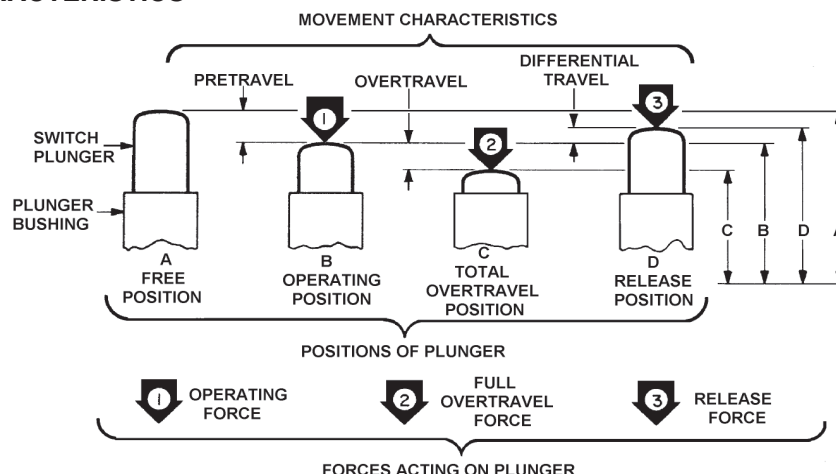 MOVEMENT CHARACTERISTICS
PRETRAVEL
OVERTRAVEL
DIFFERENTIAL
TRAVEL
1
2
3
SWITCH
PLUNGER
PLUNGER
BUSHING
C
B
D
A
FREE
POSITION
B
OPERATING
POSITION
C
TOTAL
OVERTRAVEL
POSITION
D
RELEASE
POSITION
POSITIONS OF PLUNGER
1 OPERATING
FORCE
2 FULL
OVERTRAVEL
FORCE
3 RELEASE
FORCE
FORCES ACTING ON PLUNGER